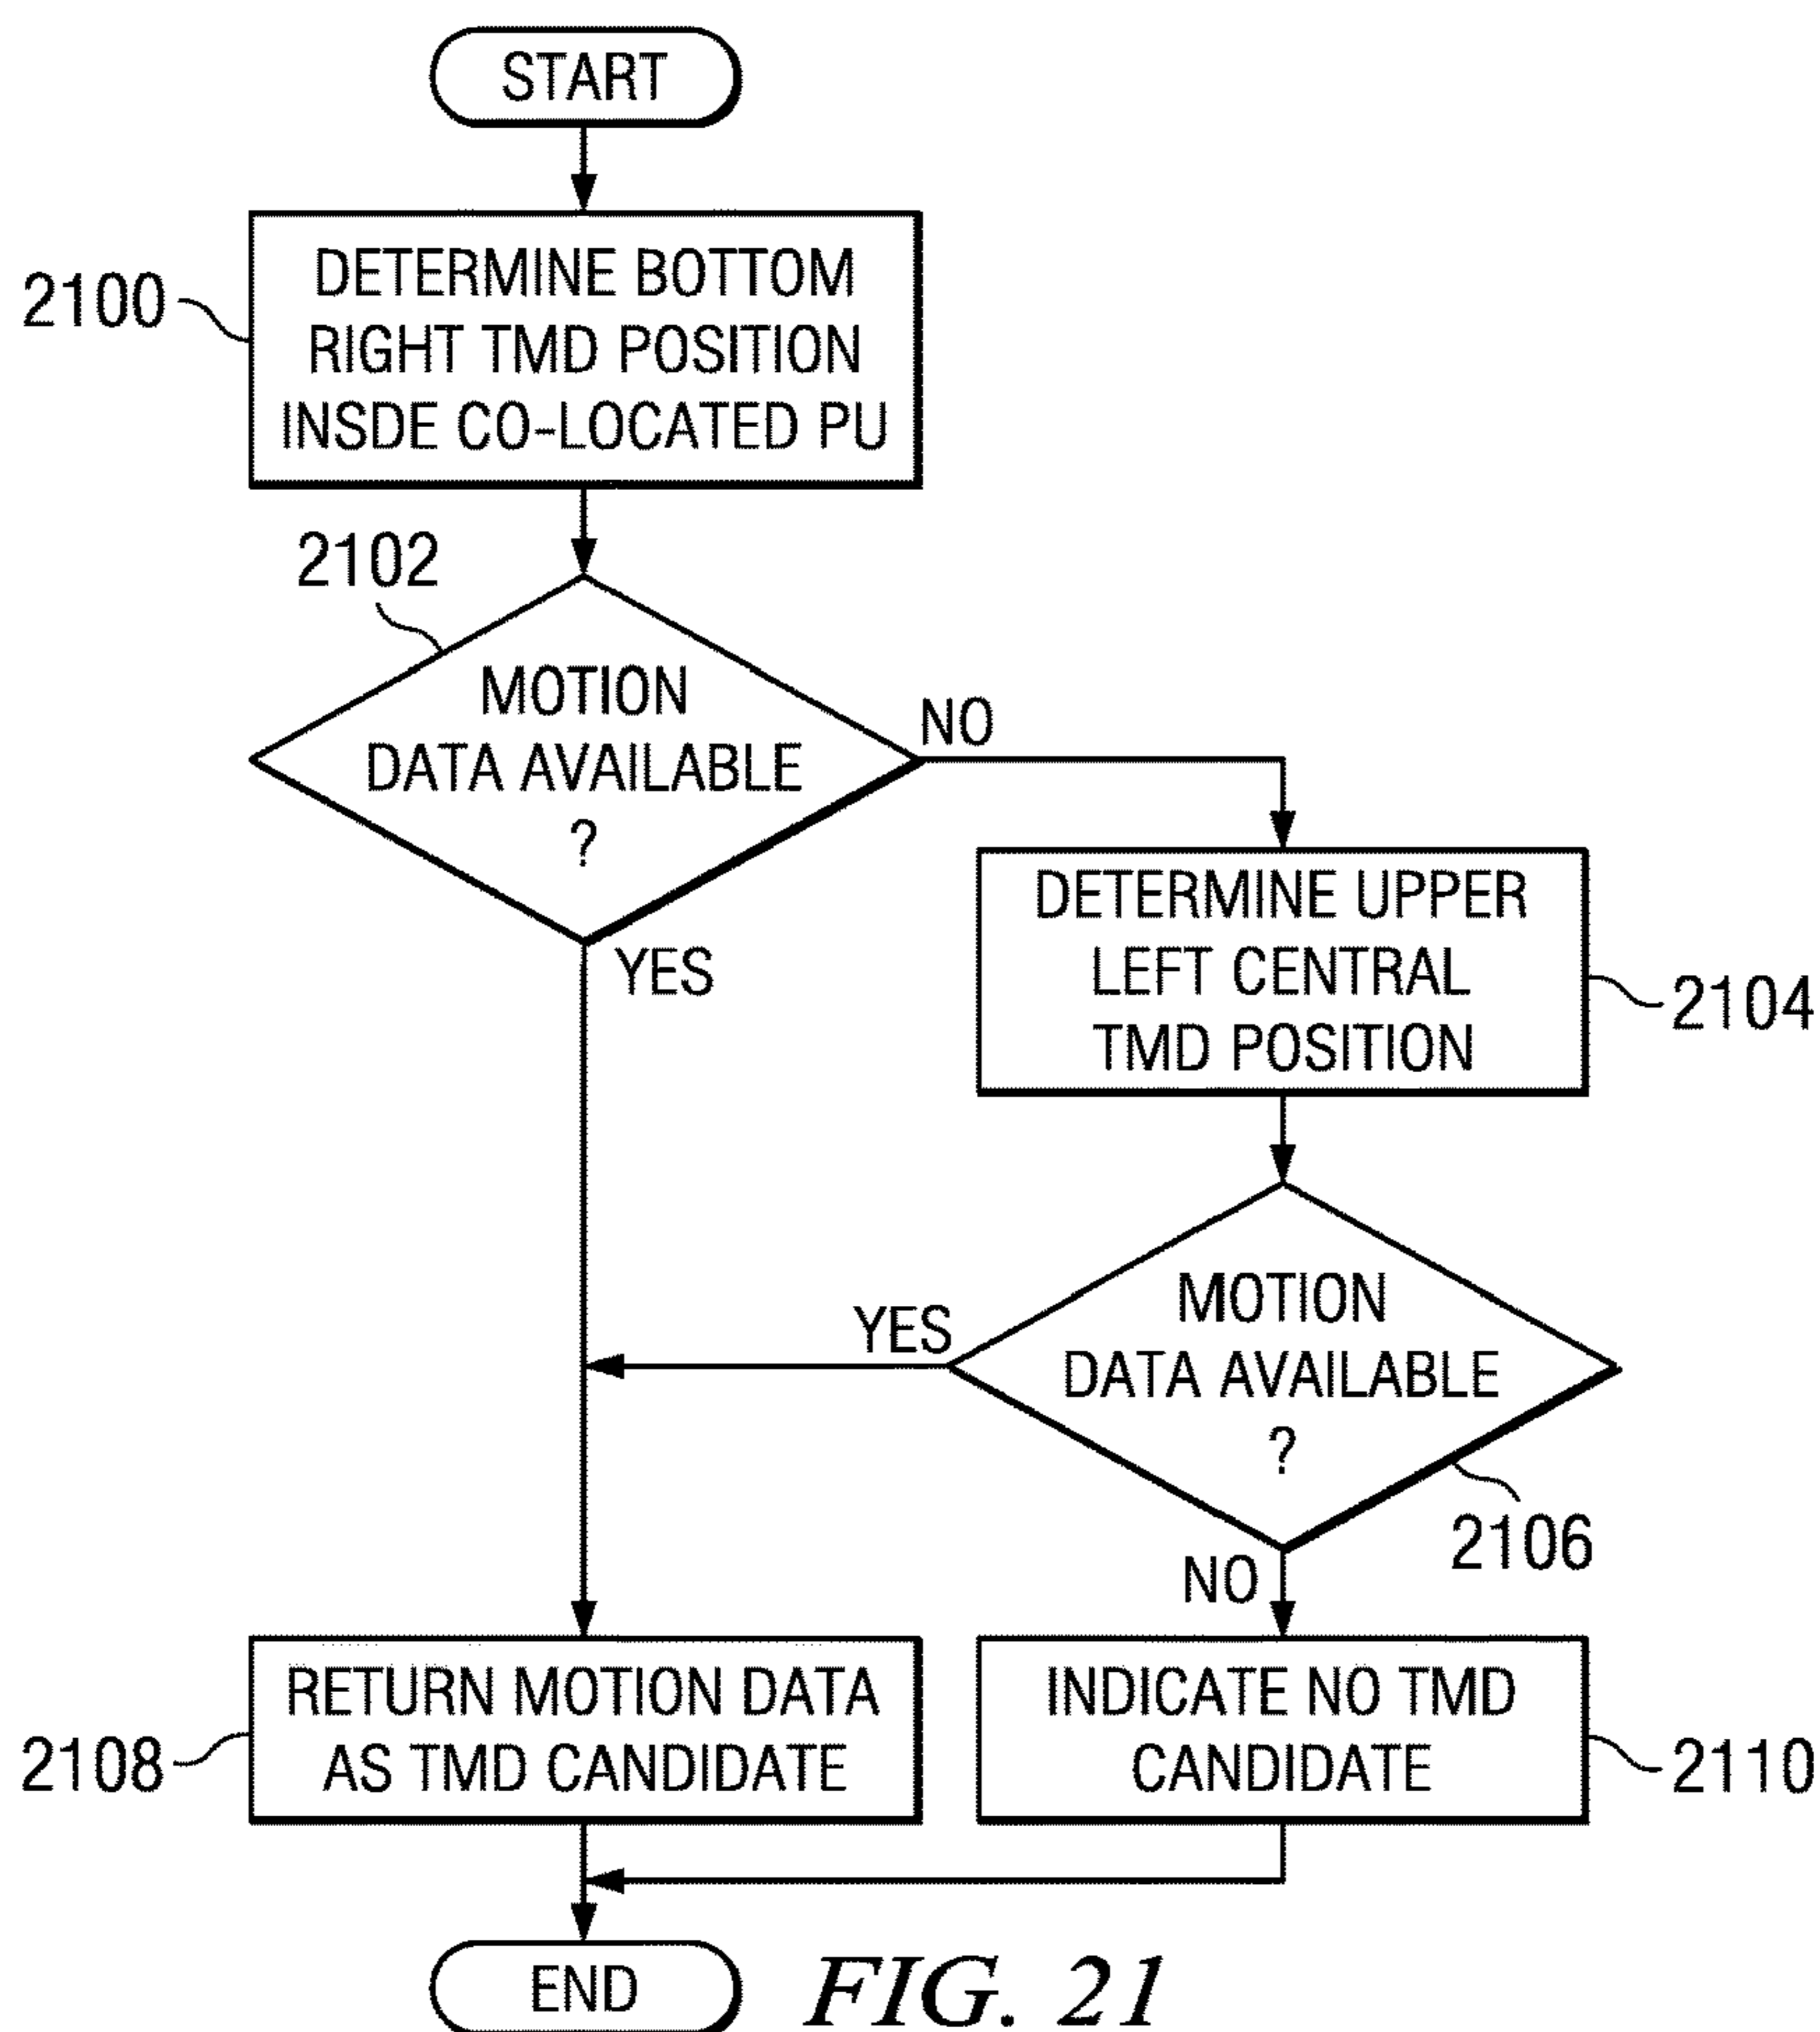 START
2100
DETERMINE BOTTOM
RIGHT TMD POSITION
INSDE CO-LOCATED PU
2102
MOTION
DATA AVAILABLE
?
NO
YES
DETERMINE UPPER
LEFT CENTRAL
TMD POSITION
2104
MOTION
DATA AVAILABLE
?
YES
2106
NO
RETURN MOTION DATA
AS TMD CANDIDATE
2108
INDICATE NO TMD
CANDIDATE
2110
END
FIG. 21